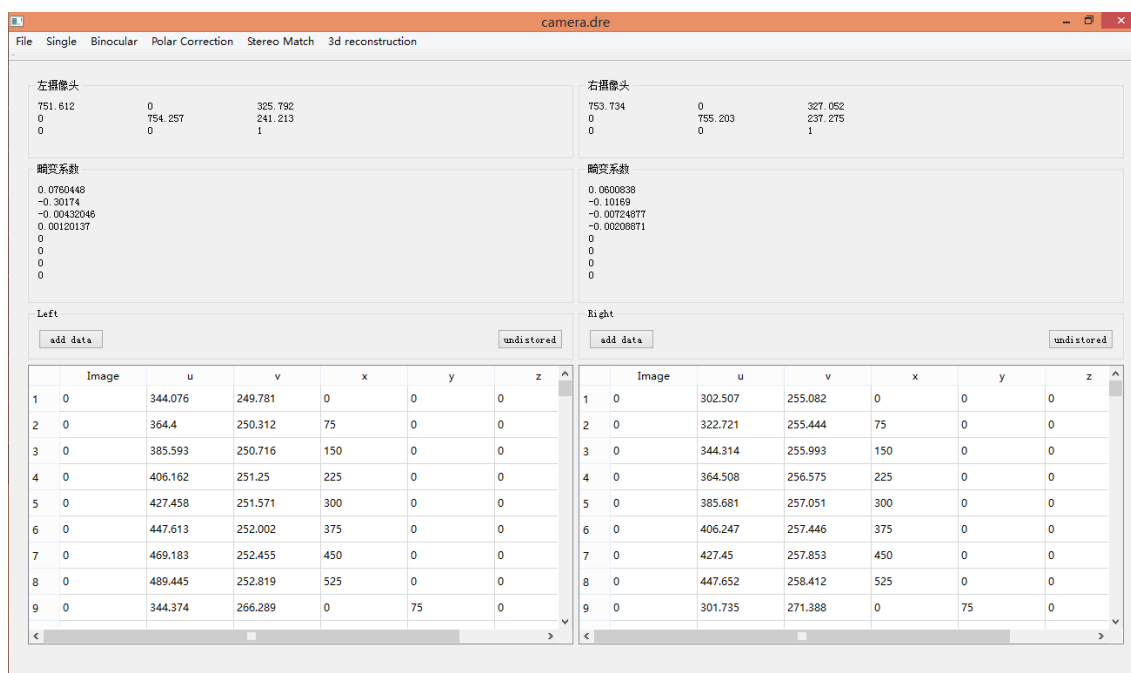 camera.dre
File Single Binocular Polar Correction Stereo Match 3d reconstruction
左摄像头
751.612 0 325.792
0 754.257 241.213
0 0 1
右摄像头
753.734 0 327.052
0 755.203 237.275
0 0 1
畸变系数
0.0760448
-0.30174
-0.00432046
0.00120137
0
0
0
0
畸变系数
0.0600838
-0.10169
-0.00724877
-0.00208871
0
0
0
0
Left
add data undistored
Right
add data undistored
Image u v x y z
1 0 344.076 249.781 0 0 0
2 0 364.4 250.312 75 0 0
3 0 385.593 250.716 150 0 0
4 0 406.162 251.25 225 0 0
5 0 427.458 251.571 300 0 0
6 0 447.613 252.002 375 0 0
7 0 469.183 252.455 450 0 0
8 0 489.445 252.819 525 0 0
9 0 344.374 266.289 0 75 0
Image u v x y z
1 0 302.507 255.082 0 0 0
2 0 322.721 255.444 75 0 0
3 0 344.314 255.993 150 0 0
4 0 364.508 256.575 225 0 0
5 0 385.681 257.051 300 0 0
6 0 406.247 257.446 375 0 0
7 0 427.45 257.853 450 0 0
8 0 447.652 258.412 525 0 0
9 0 301.735 271.388 0 75 0